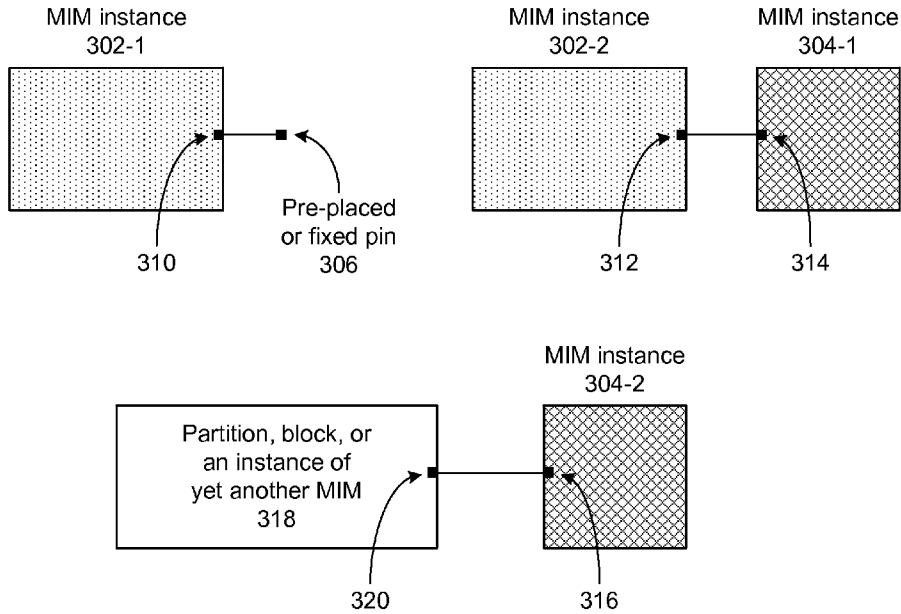 MIM instance
302-1
MIM instance
302-2
MIM instance
304-1
Pre-placed
or fixed pin
306
310
312
314
MIM instance
304-2
Partition, block, or
an instance of
yet another MIM
318
320
316